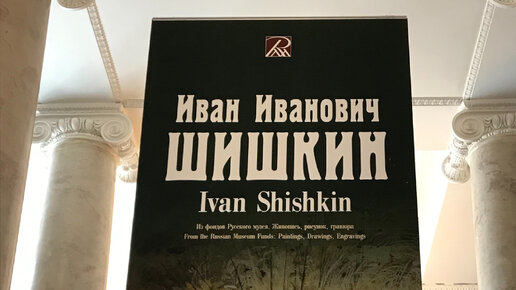 Иван Иванович
ШИШКИН
Ivan Shishkin
Из фондов Русского музея. Живопись, рисунок, гравюра
From the Russian Museum Funds: Paintings, Drawings, Engravings